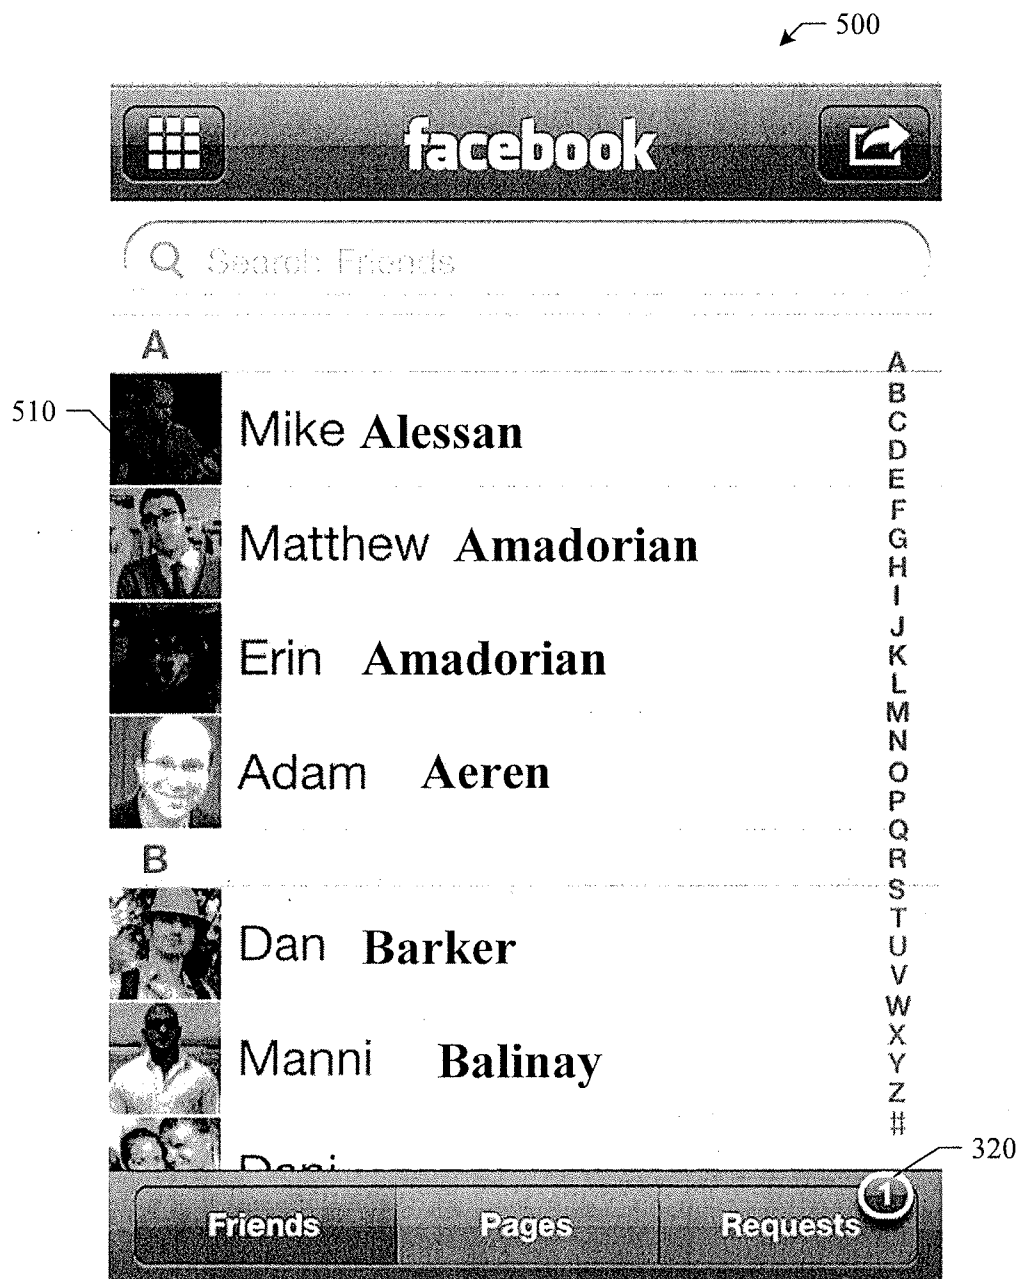 500
facebook
Search Friends
A
510
Mike Alessan
Matthew Amadorian
Erin Amadorian
Adam Aeren
B
Dan Barker
Manni Balinay
A
B
C
D
E
F
G
H
I
J
K
L
M
N
O
P
Q
R
S
T
U
V
W
X
Y
Z
#
320
1
Friends Pages Requests